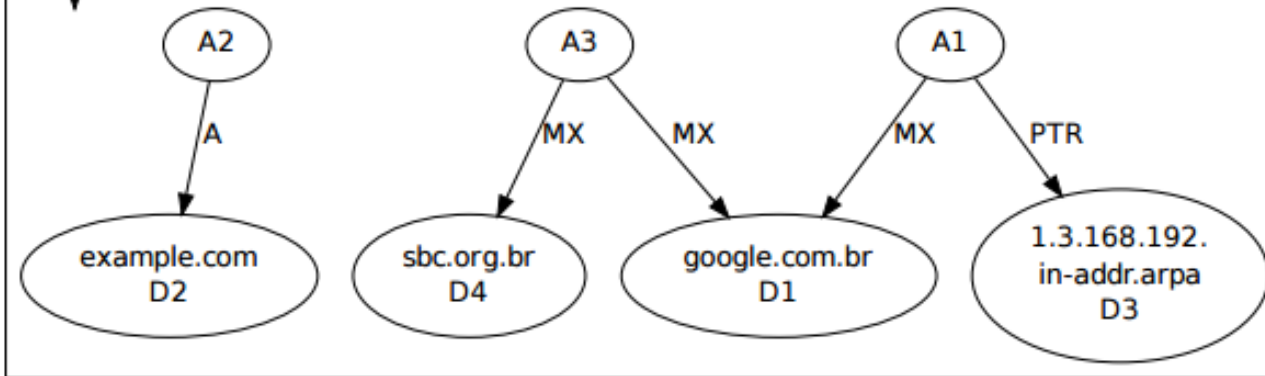 A2
A3
A1
A
MX
MX
MX
PTR
example.com
D2
sbc.org.br
D4
google.com.br
D1
1.3.168.192.
in-addr.arpa
D3